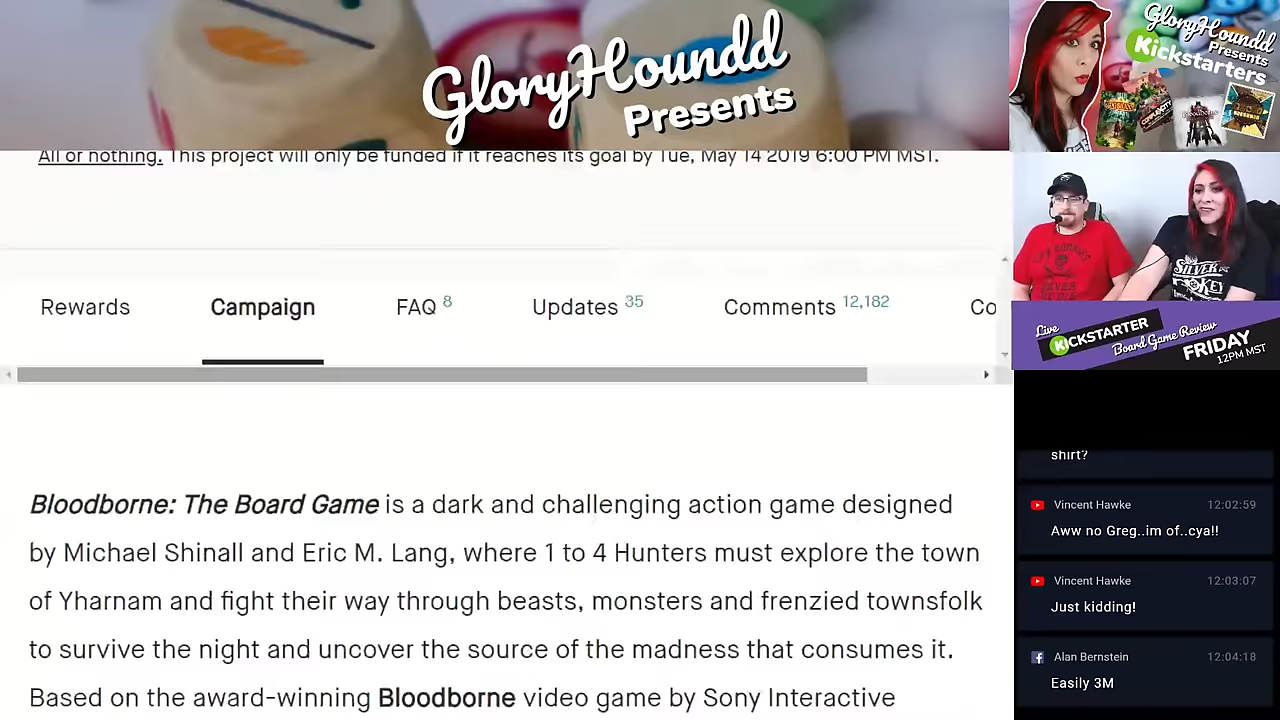 GloryHoundd
Presents
All or nothing. This project will only be funded if it reaches its goal by Tue, May 14 2019 6:00 PM MST.
Rewards
Campaign
FAQ 8
Updates 35
Comments 12,182
Co
Bloodborne: The Board Game is a dark and challenging action game designed
by Michael Shinall and Eric M. Lang, where 1 to 4 Hunters must explore the town
of Yharnam and fight their way through beasts, monsters and frenzied townsfolk
to survive the night and uncover the source of the madness that consumes it.
Based on the award-winning Bloodborne video game by Sony Interactive
GloryHoundd
Presents
Kickstarters
Bloodborne
SILVER
KEY
Live
KICKSTARTER
Board Game Review
FRIDAY
12PM MST
shirt?
Vincent Hawke 12:02:59
Aww no Greg..im of..cya!!
Vincent Hawke 12:03:07
Just kidding!
Alan Bernstein 12:04:18
Easily 3M